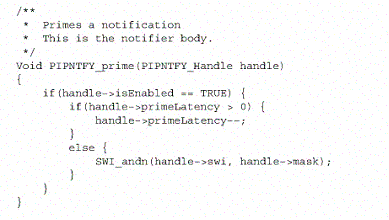 /**
 *  Primes a notification
 *  This is the notifier body.
 */
Void PIPNTFY_prime(PIPNTFY_Handle handle)
{
    if(handle->isEnabled == TRUE) {
        if(handle->primeLatency > 0) {
            handle->primeLatency--;
        }
        else {
            SWI_andn(handle->swi, handle->mask);
        }
    }
}